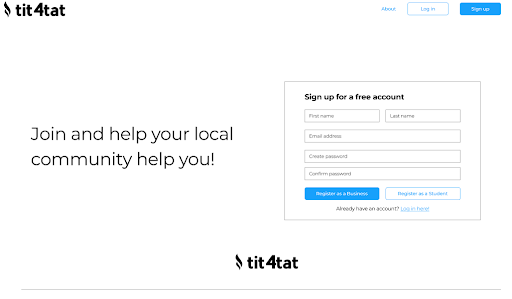 tit4tat
About
Log in
Sign up
Join and help your local
community help you!
Sign up for a free account
First name
Last name
Email address
Create password
Confirm password
Register as a Business
Register as a Student
Already have an account? Log in here!
tit4tat